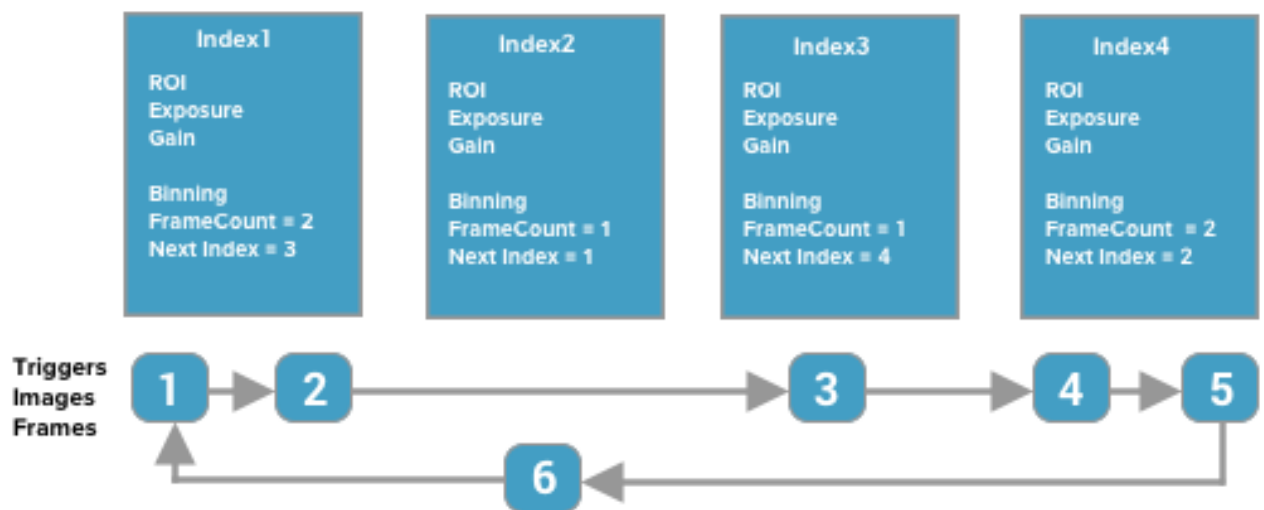 Index1
ROI
Exposure
Gain
Binning
FrameCount = 2
Next Index = 3
Index2
ROI
Exposure
Gain
Binning
FrameCount = 1
Next Index = 1
Index3
ROI
Exposure
Gain
Binning
FrameCount = 1
Next Index = 4
Index4
ROI
Exposure
Gain
Binning
FrameCount = 2
Next Index = 2
Triggers
Images
Frames
1 2 3 4 5
6